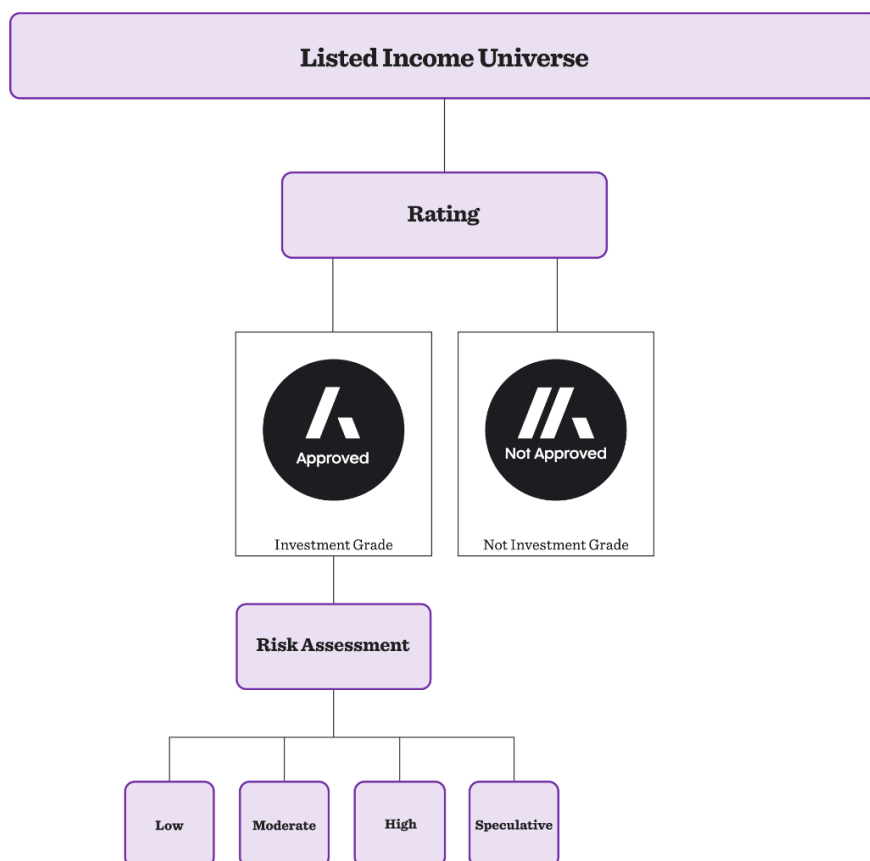 Listed Income Universe
Rating
Approved
Not Approved
Investment Grade
Not Investment Grade
Risk Assessment
Low
Moderate
High
Speculative